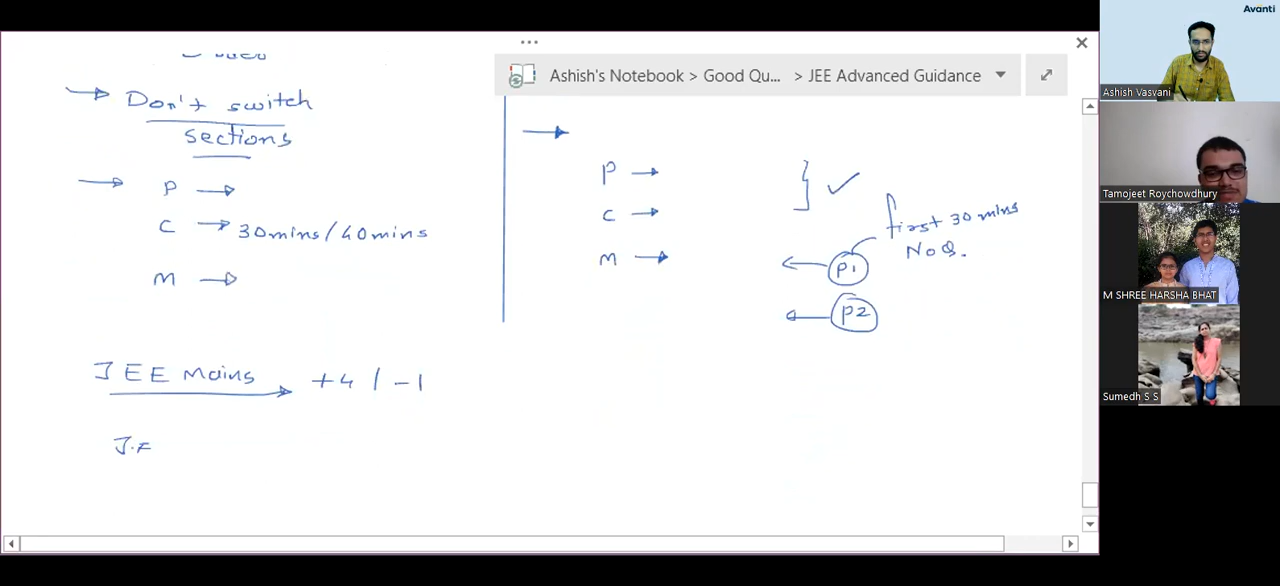 Avanti
Ashish's Notebook > Good Qu... > JEE Advanced Guidance
→ Don't switch
sections
→ P →
C → 30mins/40mins
M →
JEE Mains → +4 / -1
J.E
→
P →
C →
M →
} ✓
first 30 mins
No Q.
← P1
← P2
Ashish Vasvani
Tamojeet Roychowdhury
M SHREE HARSHA BHAT
Sumedh S S